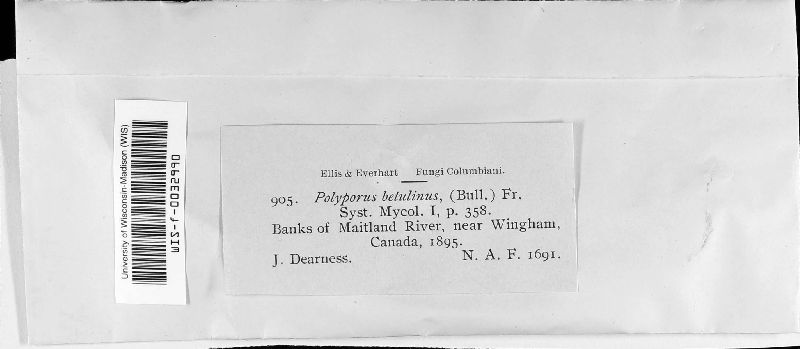 University of Wisconsin-Madison (WIS)
WIS-f-0029960
Ellis & Everhart Fungi Columbiani.
905. Polyporus betulinus, (Bull.) Fr.
Syst. Mycol. I, p. 358.
Banks of Maitland River, near Wingham,
Canada, 1895.
J. Dearness. N. A. F. 1691.